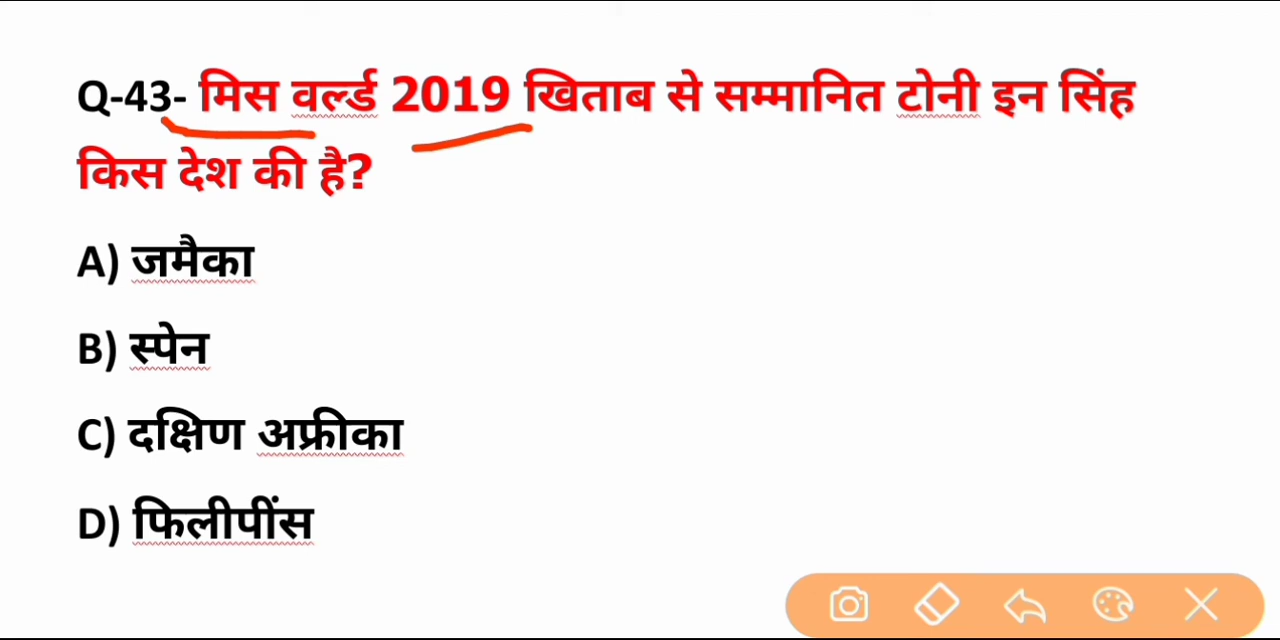 Q-43- मिस वर्ल्ड 2019 खिताब से सम्मानित टोनी इन सिंह
किस देश की है?
A) जमैका
B) स्पेन
C) दक्षिण अफ्रीका
D) फिलीपींस